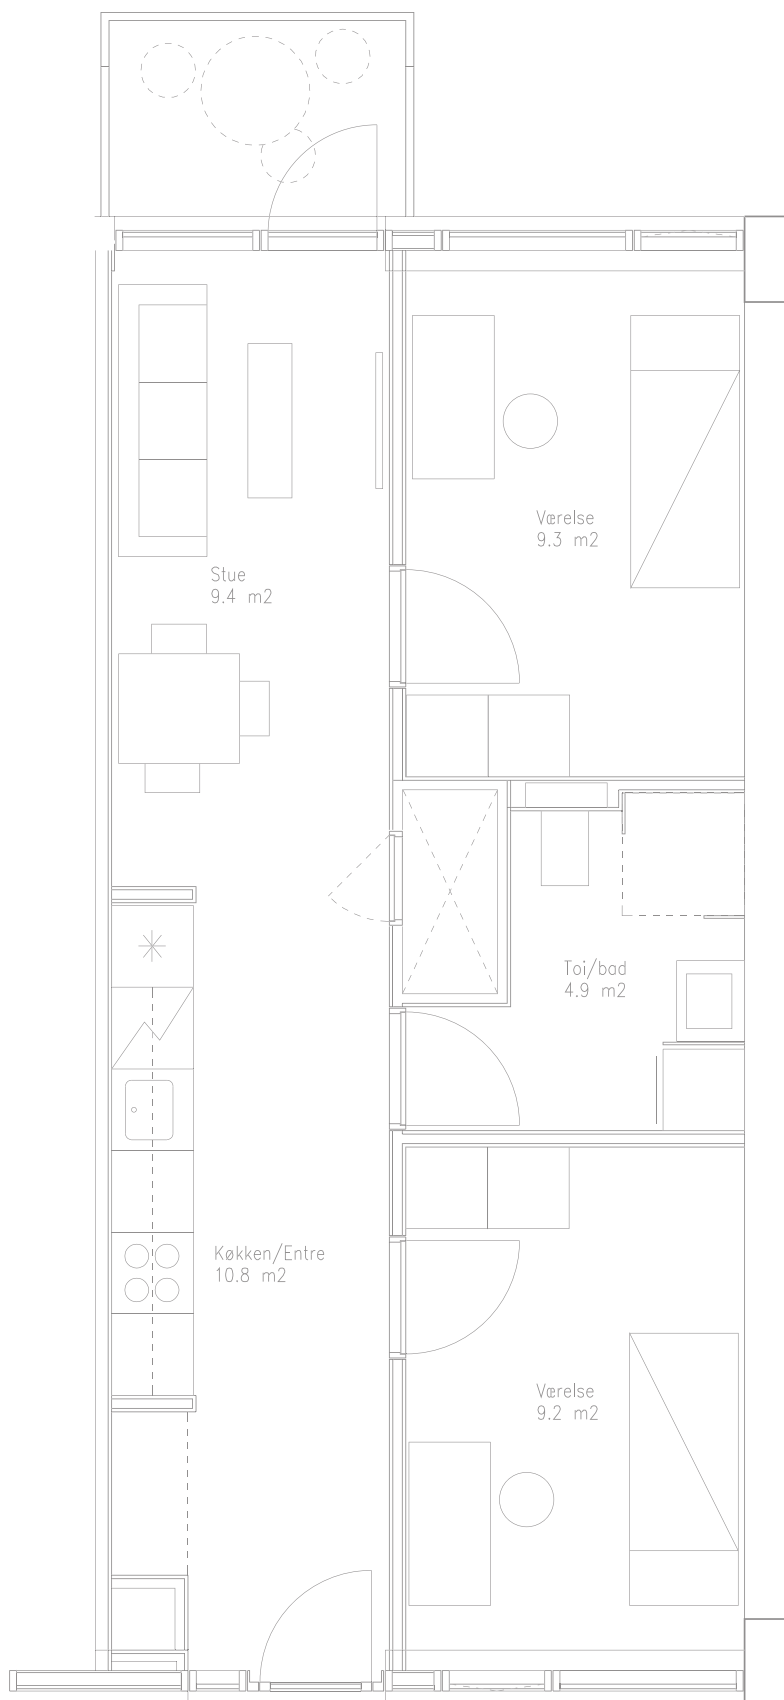 Værelse
9.3 m2
Stue
9.4 m2
Toi/bad
4.9 m2
Køkken/Entre
10.8 m2
Værelse
9.2 m2